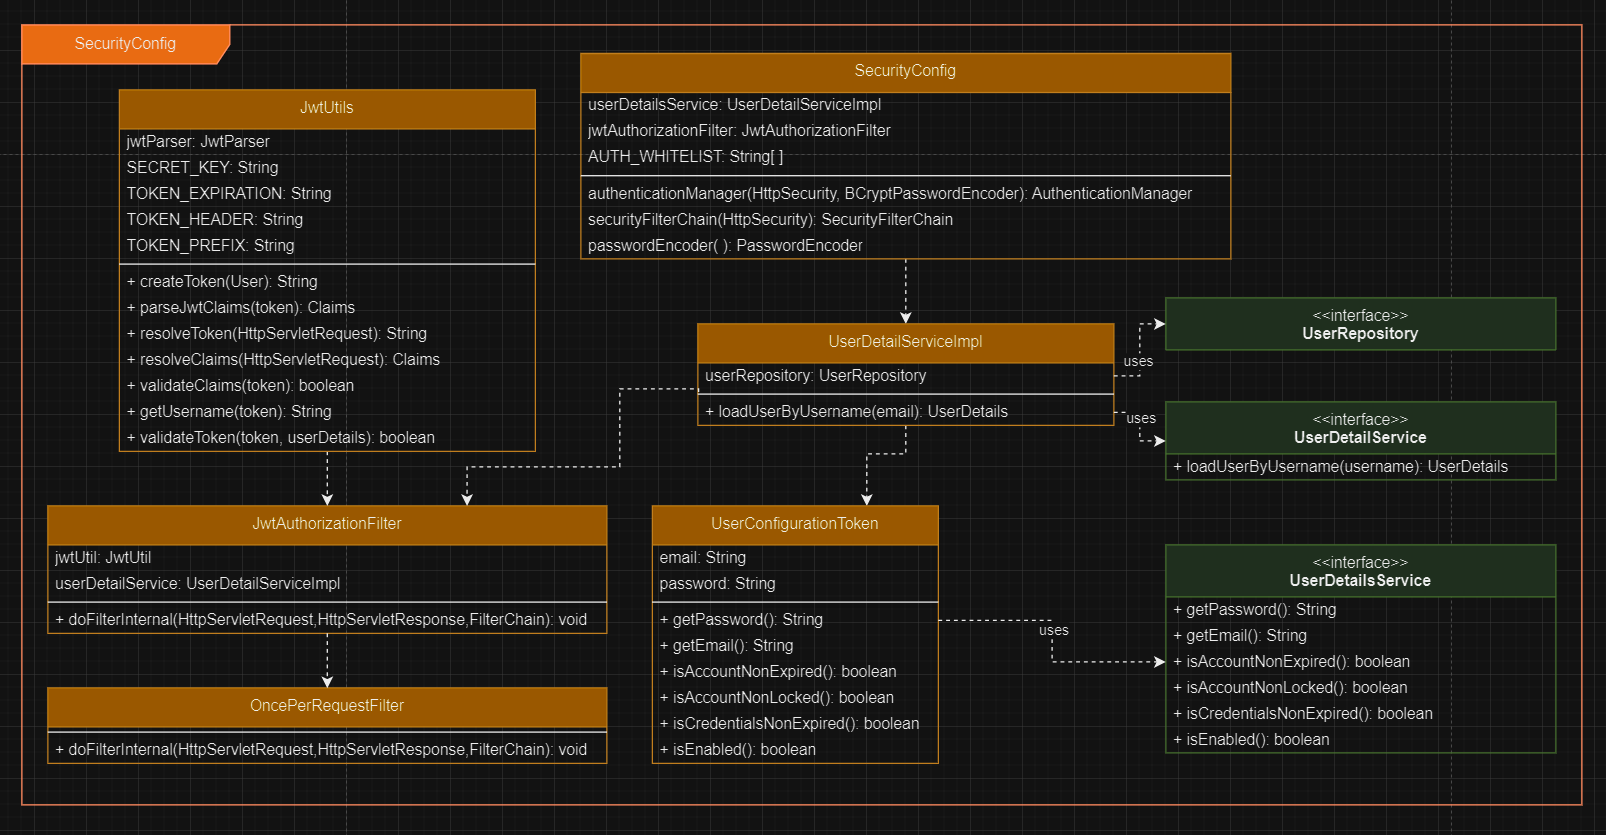 SecurityConfig
SecurityConfig
userDetailsService: UserDetailServiceImpl
jwtAuthorizationFilter: JwtAuthorizationFilter
AUTH_WHITELIST: String[ ]
authenticationManager(HttpSecurity, BCryptPasswordEncoder): AuthenticationManager
securityFilterChain(HttpSecurity): SecurityFilterChain
passwordEncoder( ): PasswordEncoder
JwtUtils
jwtParser: JwtParser
SECRET_KEY: String
TOKEN_EXPIRATION: String
TOKEN_HEADER: String
TOKEN_PREFIX: String
+ createToken(User): String
+ parseJwtClaims(token): Claims
+ resolveToken(HttpServletRequest): String
+ resolveClaims(HttpServletRequest): Claims
+ validateClaims(token): boolean
+ getUsername(token): String
+ validateToken(token, userDetails): boolean
UserDetailServiceImpl
userRepository: UserRepository
+ loadUserByUsername(email): UserDetails
uses
<<interface>>
UserRepository
uses
<<interface>>
UserDetailService
+ loadUserByUsername(username): UserDetails
JwtAuthorizationFilter
jwtUtil: JwtUtil
userDetailService: UserDetailServiceImpl
+ doFilterInternal(HttpServletRequest,HttpServletResponse,FilterChain): void
OncePerRequestFilter
+ doFilterInternal(HttpServletRequest,HttpServletResponse,FilterChain): void
UserConfigurationToken
email: String
password: String
+ getPassword(): String
+ getEmail(): String
+ isAccountNonExpired(): boolean
+ isAccountNonLocked(): boolean
+ isCredentialsNonExpired(): boolean
+ isEnabled(): boolean
uses
<<interface>>
UserDetailsService
+ getPassword(): String
+ getEmail(): String
+ isAccountNonExpired(): boolean
+ isAccountNonLocked(): boolean
+ isCredentialsNonExpired(): boolean
+ isEnabled(): boolean